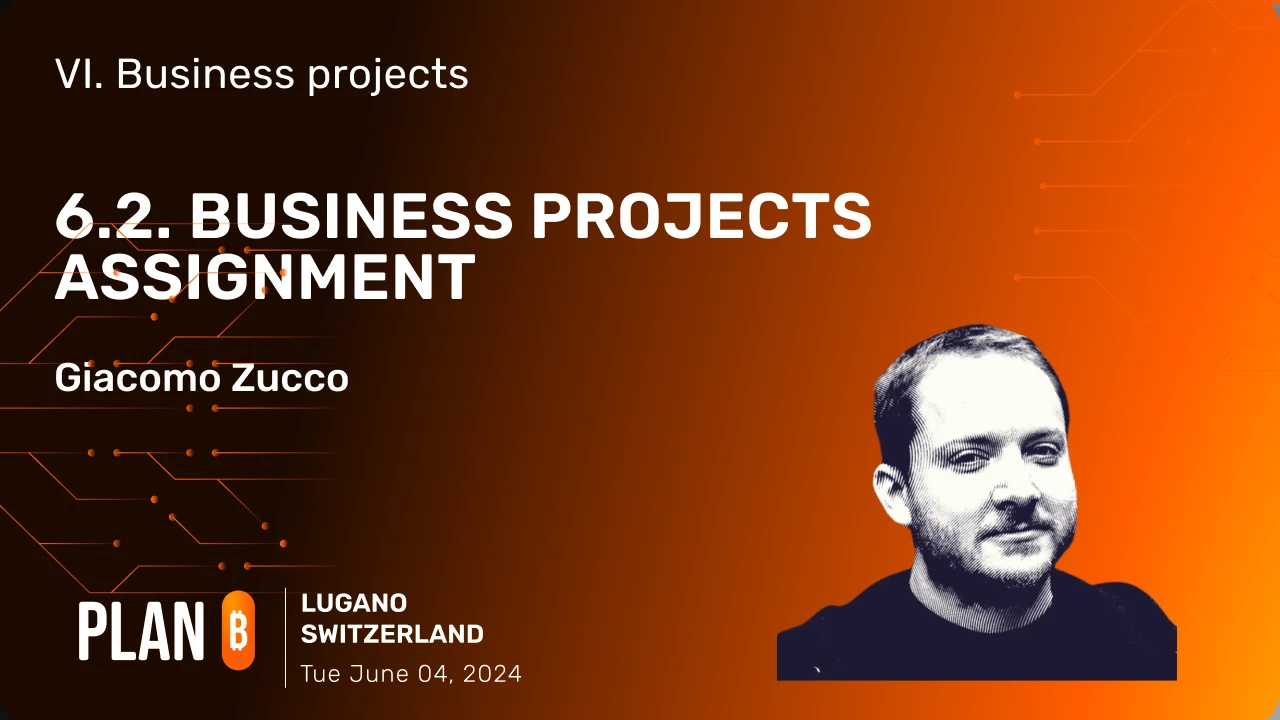 VI. Business projects
6.2. BUSINESS PROJECTS
ASSIGNMENT
Giacomo Zucco
PLAN ₿
LUGANO
SWITZERLAND
Tue June 04, 2024